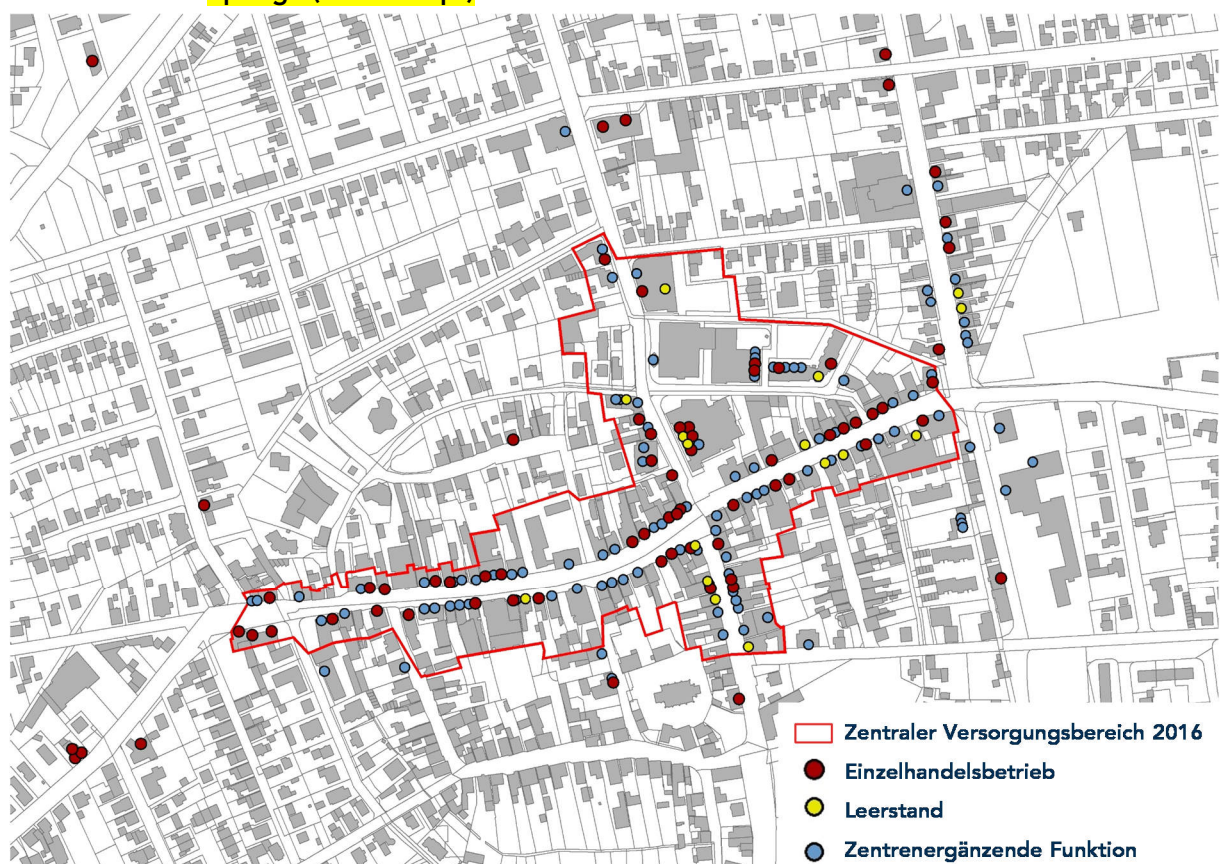 Zentraler Versorgungsbereich 2016
Einzelhandelsbetrieb
Leerstand
Zentrenergänzende Funktion